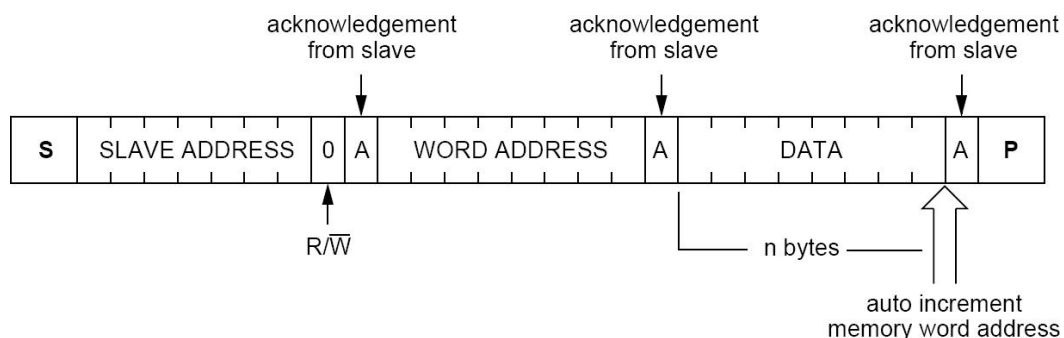 acknowledgement acknowledgement acknowledgement
from slave from slave from slave
S SLAVE ADDRESS 0 A WORD ADDRESS A DATA A P
R/W̅
n bytes
auto increment
memory word address